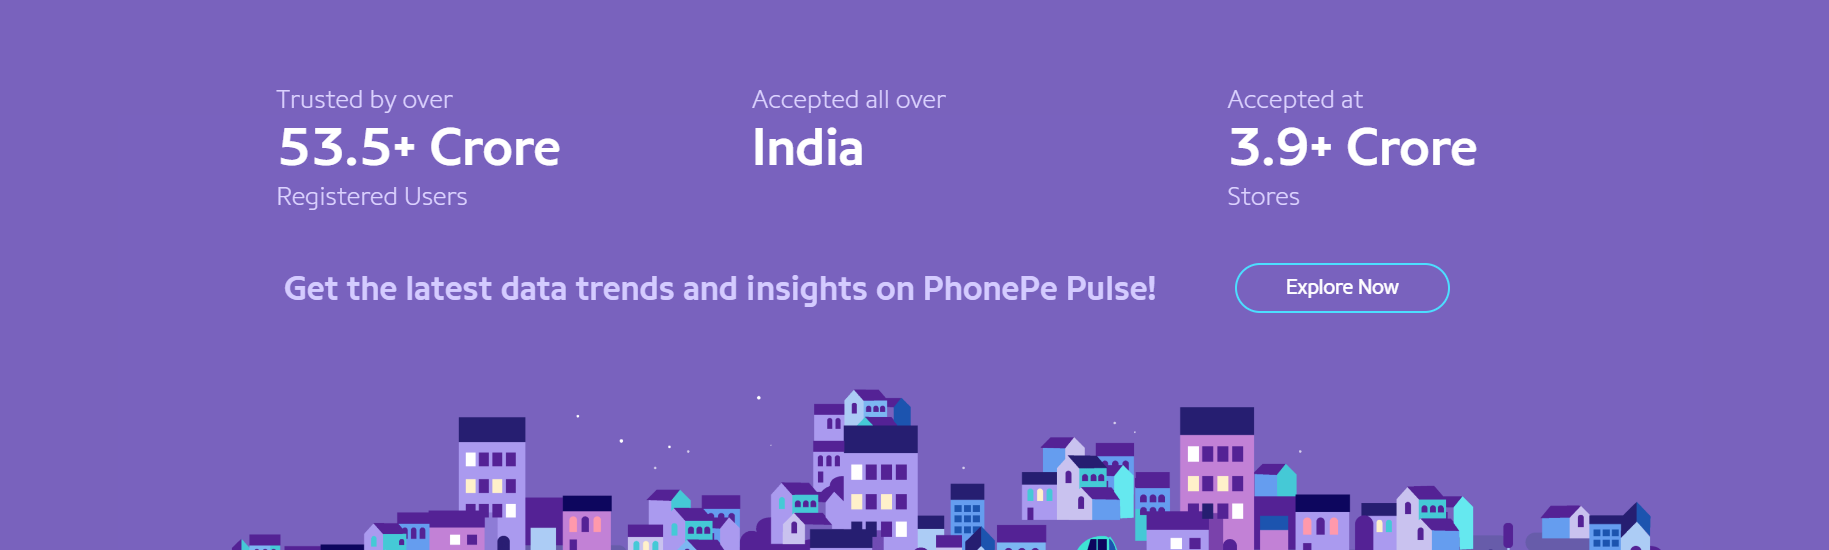 Trusted by over
53.5+ Crore
Registered Users
Accepted all over
India
Accepted at
3.9+ Crore
Stores
Get the latest data trends and insights on PhonePe Pulse!
Explore Now